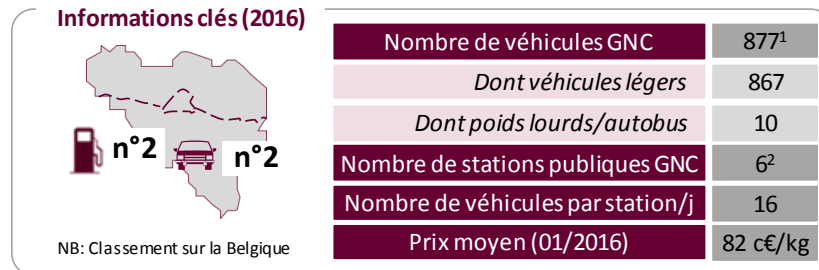 Informations clés (2016)
n°2
n°2
NB: Classement sur la Belgique
Nombre de véhicules GNC 877¹
Dont véhicules légers 867
Dont poids lourds/autobus 10
Nombre de stations publiques GNC 6²
Nombre de véhicules par station/j 16
Prix moyen (01/2016) 82 c€/kg